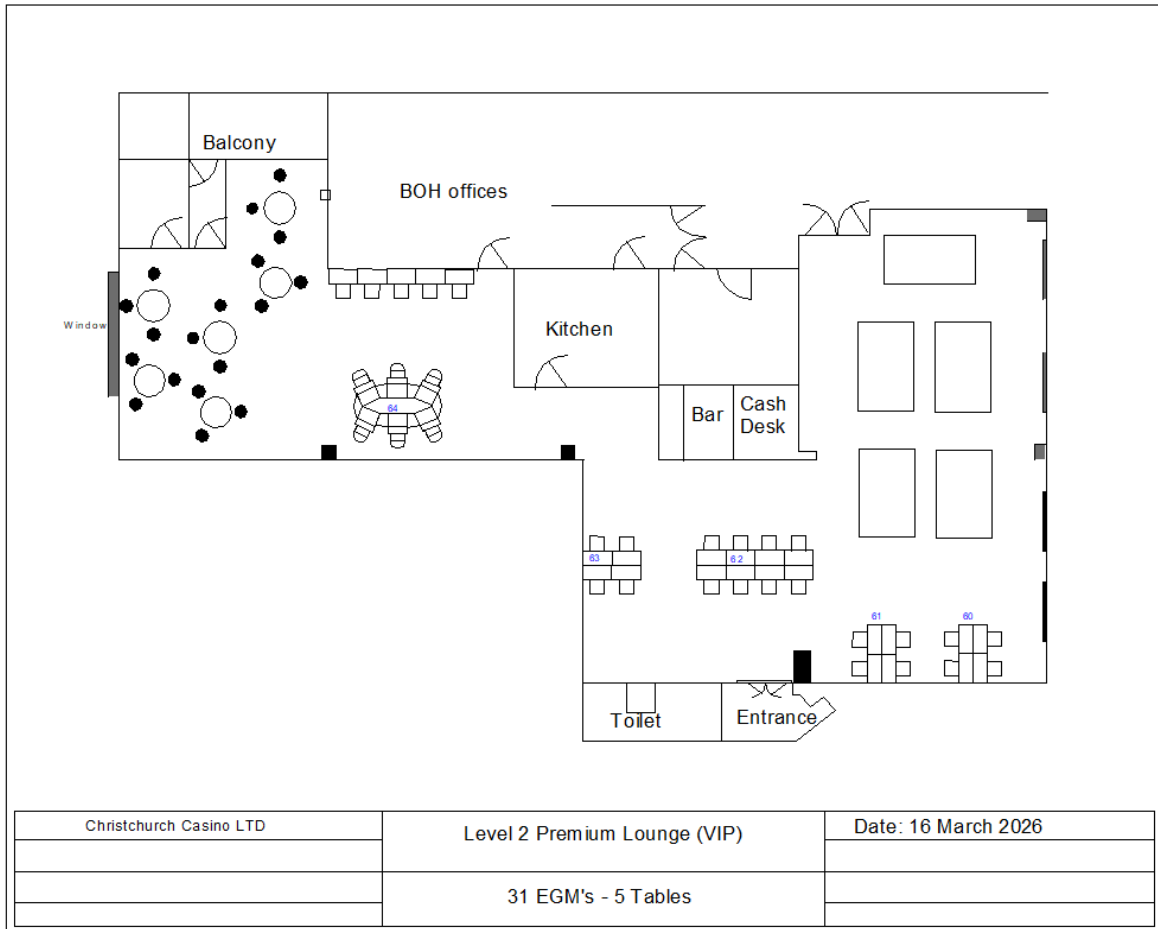 Balcony
BOH offices
Window
Kitchen
64
Bar
Cash
Desk
63
62
61
60
Toilet
Entrance
Christchurch Casino LTD
Level 2 Premium Lounge (VIP)
Date: 16 March 2026
31 EGM's - 5 Tables